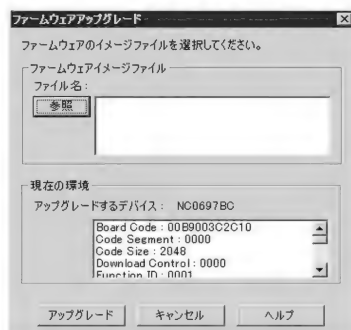 ファームウェアアップグレード
ファームウェアのイメージファイルを選択してください。
ファームウェアイメージファイル
ファイル名:
参照
現在の環境
アップグレードするデバイス: NC0697BC
Board Code : 00B9003C2C10
Code Segment : 0000
Code Size : 2048
Download Control : 0000
Function ID : 0001
アップグレード キャンセル ヘルプ